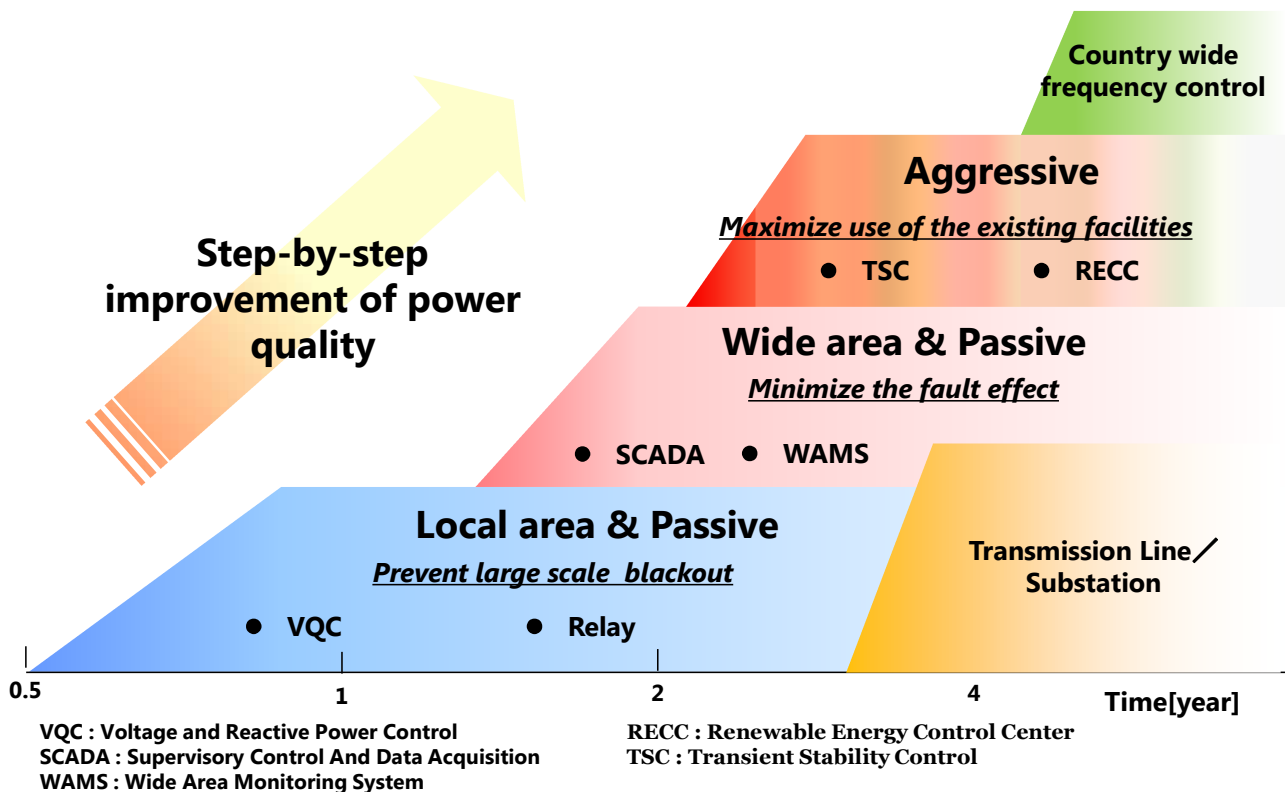 Country wide
frequency control
Aggressive
Maximize use of the existing facilities
● TSC ● RECC
Step-by-step
improvement of power
quality
Wide area & Passive
Minimize the fault effect
● SCADA ● WAMS
Local area & Passive
Prevent large scale blackout
● VQC ● Relay
Transmission Line／
Substation
0.5 1 2 4 Time[year]
VQC : Voltage and Reactive Power Control
SCADA : Supervisory Control And Data Acquisition
WAMS : Wide Area Monitoring System
RECC : Renewable Energy Control Center
TSC : Transient Stability Control